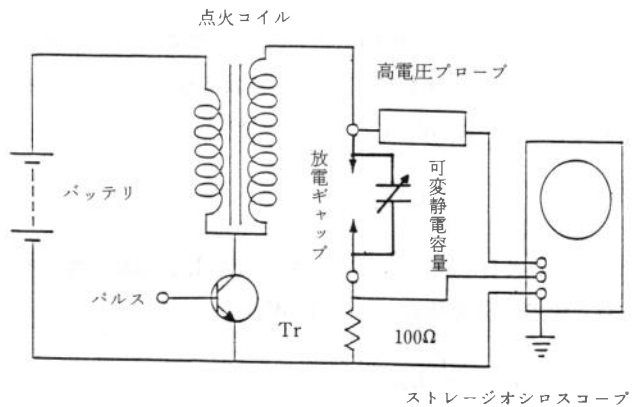 点火コイル
高電圧プローブ
放電ギャップ
可変静電容量
バッテリ
パルス
Tr
100Ω
ストレージオシロスコープ